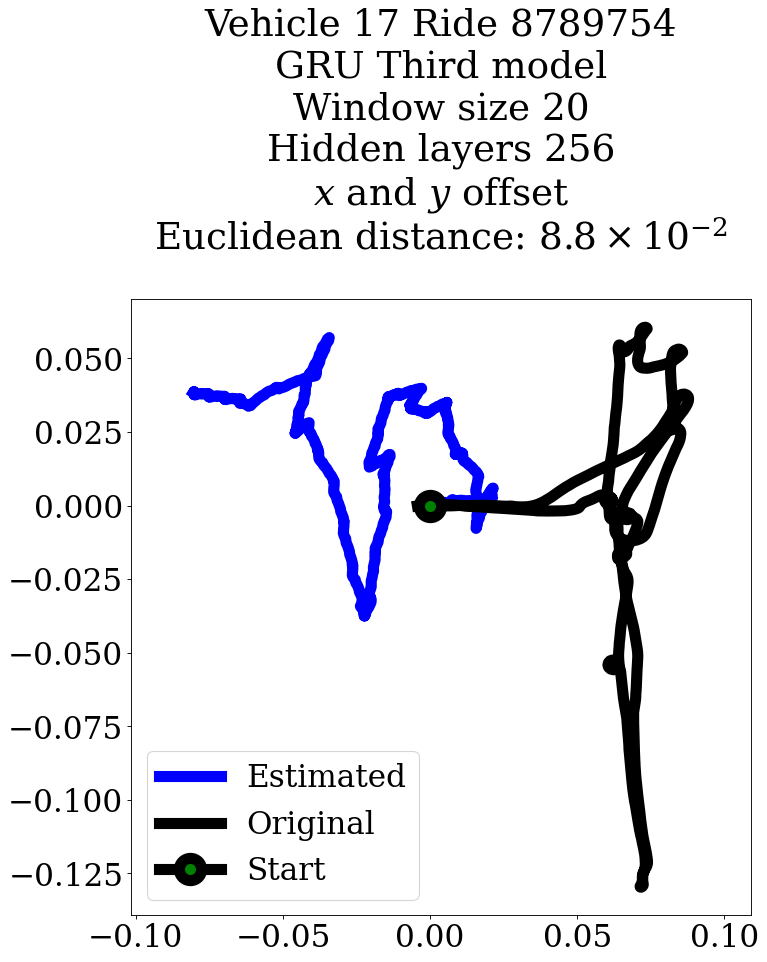 Vehicle 17 Ride 8789754
GRU Third model
Window size 20
Hidden layers 256
x and y offset
Euclidean distance: 8.8 × 10⁻²
0.050
0.025
0.000
−0.025
−0.050
−0.075
−0.100
−0.125
Estimated
Original
Start
−0.10 −0.05 0.00 0.05 0.10